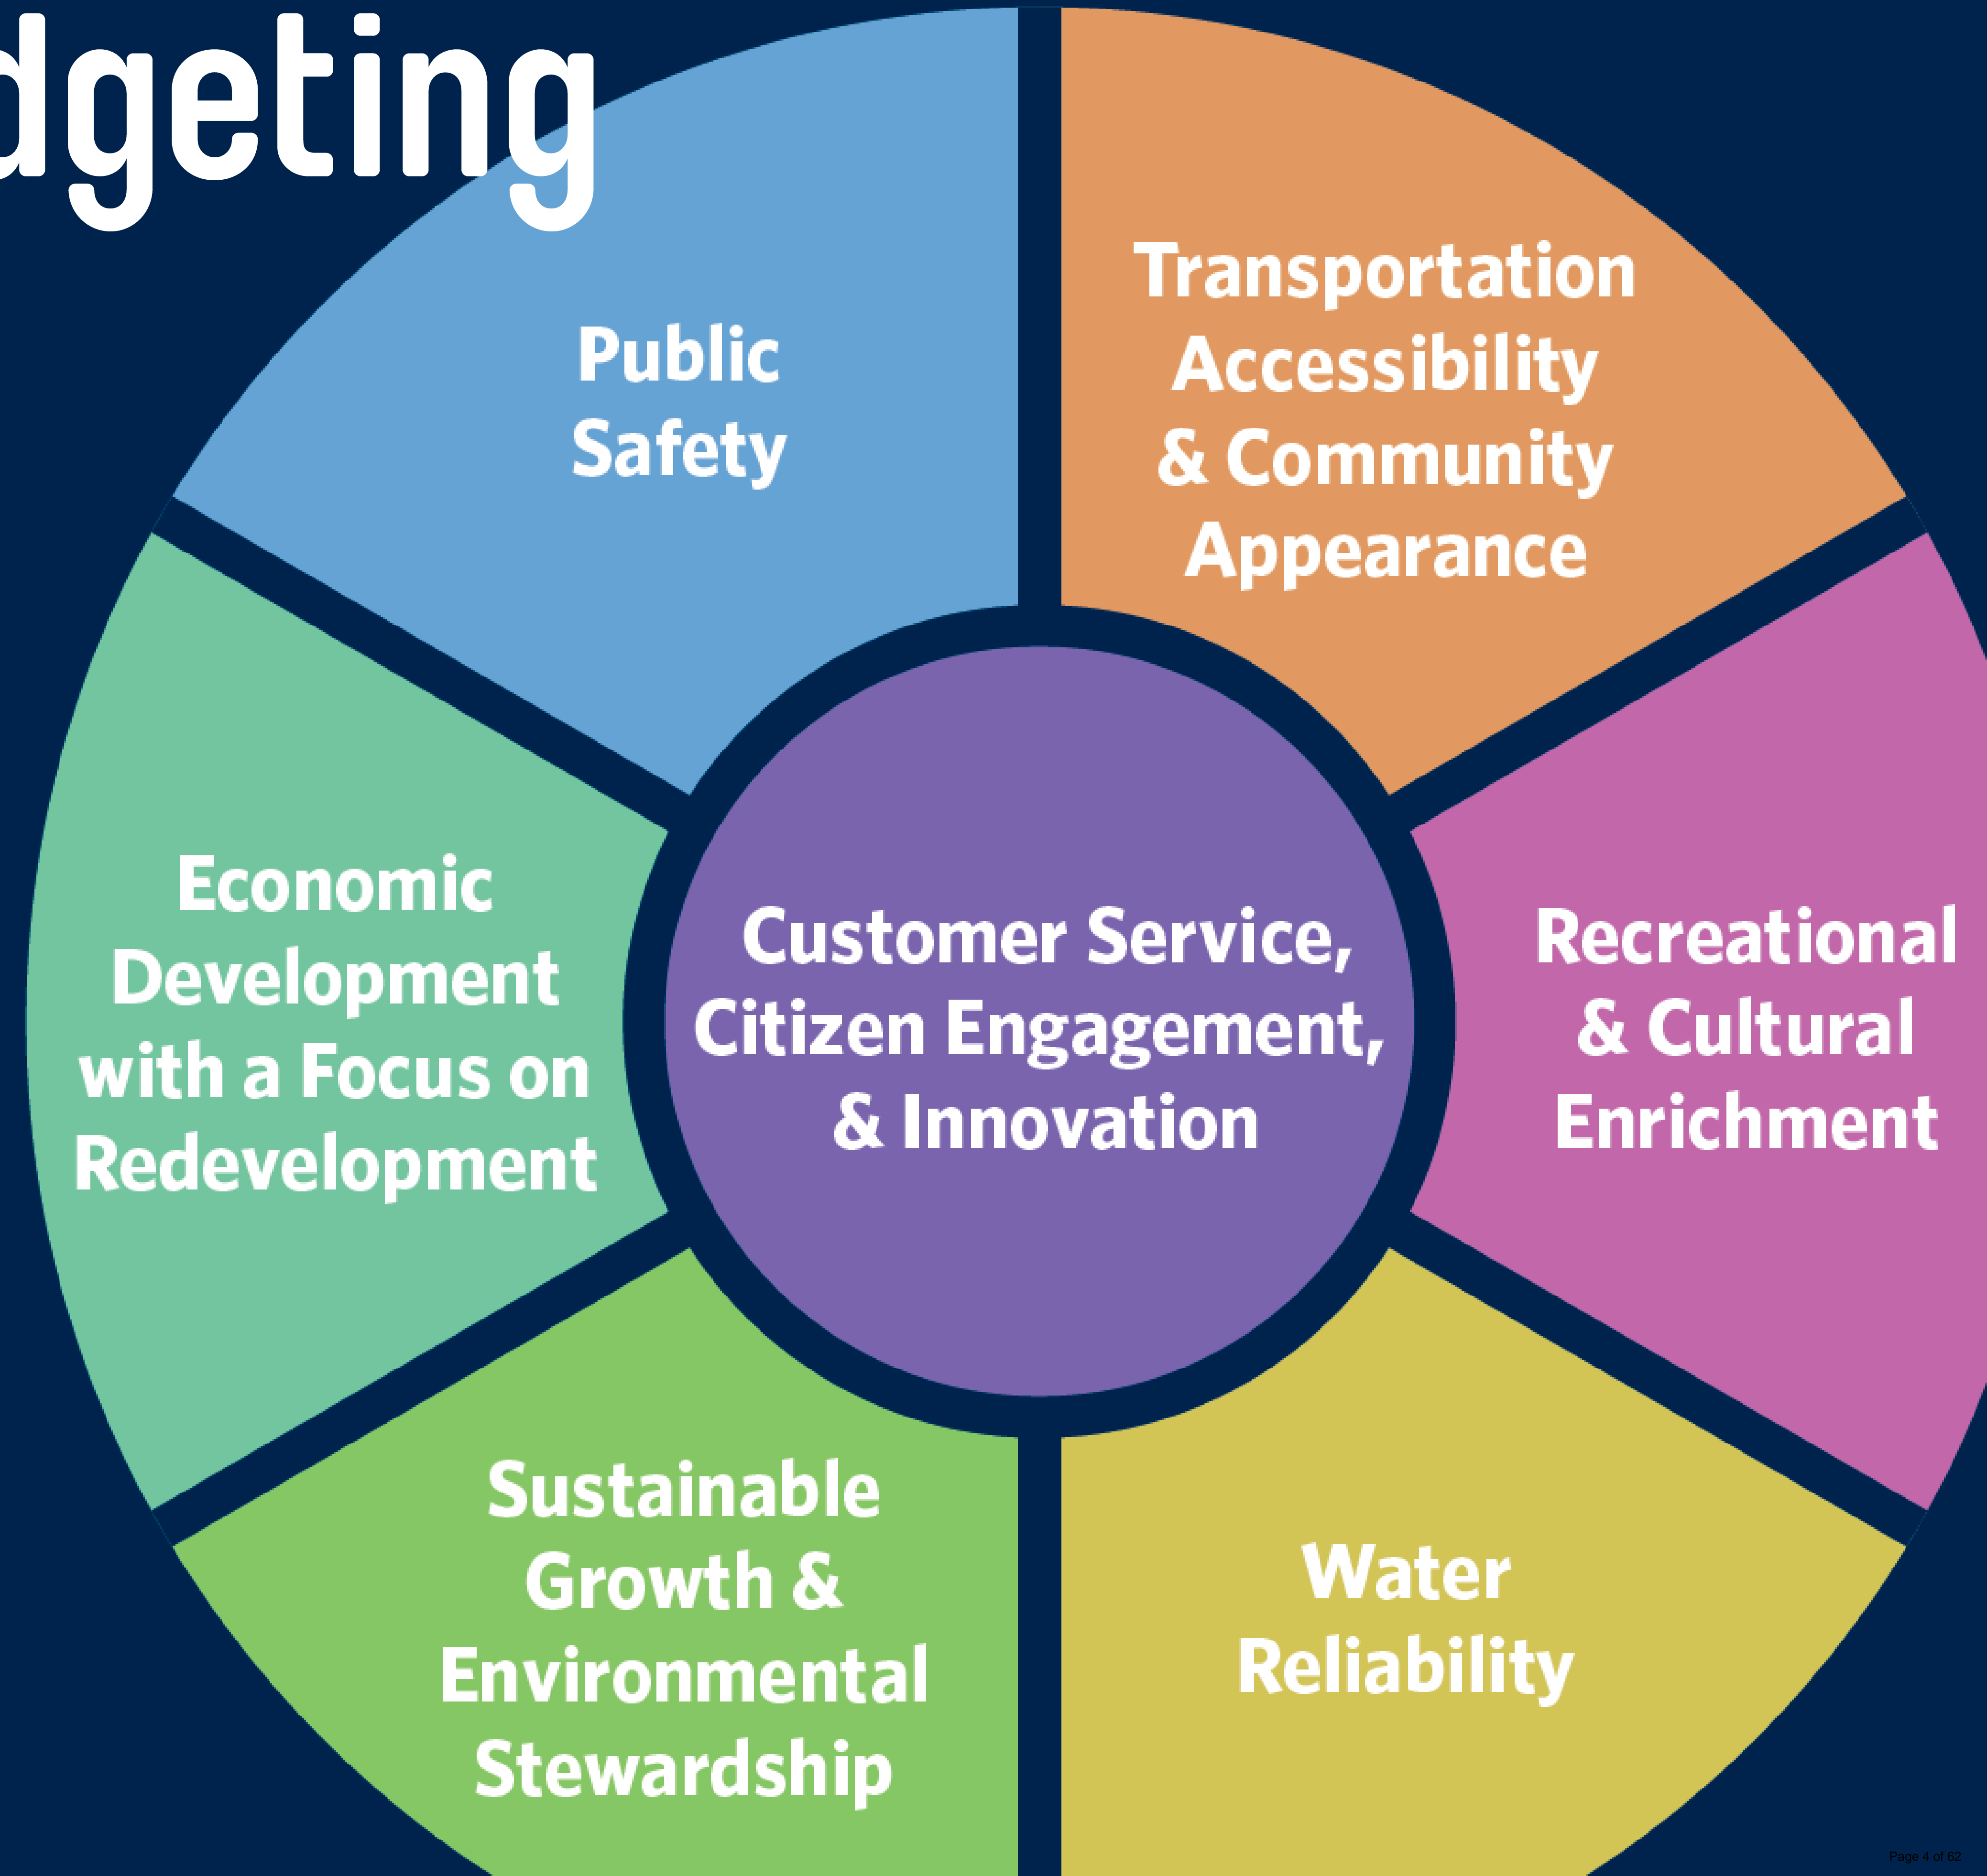 dgeting
Public
Safety
Transportation
Accessibility
& Community
Appearance
Economic
Development
with a Focus on
Redevelopment
Customer Service,
Citizen Engagement,
& Innovation
Recreational
& Cultural
Enrichment
Sustainable
Growth &
Environmental
Stewardship
Water
Reliability
Page 4 of 62